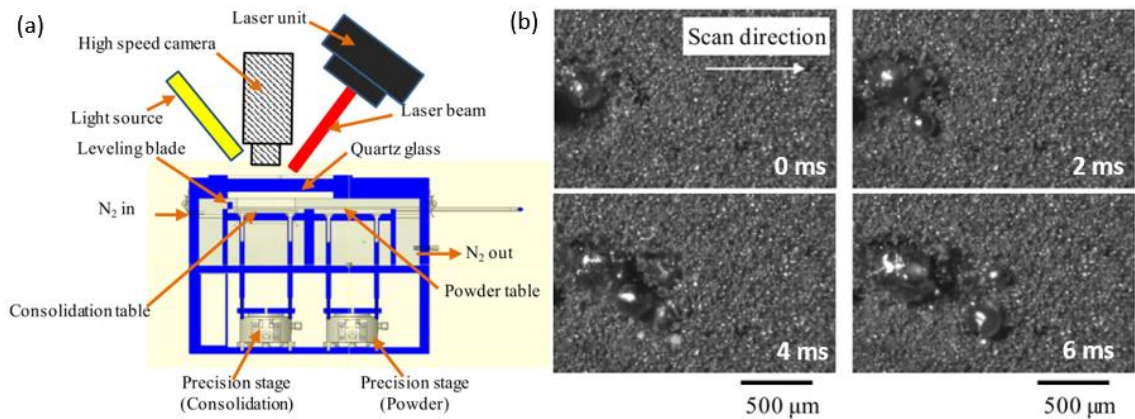 (a)
Laser unit
High speed camera
Light source
Laser beam
Leveling blade
Quartz glass
N₂ in
N₂ out
Consolidation table
Powder table
Precision stage
(Consolidation)
Precision stage
(Powder)
(b)
Scan direction
0 ms
2 ms
4 ms
6 ms
500 μm
500 μm